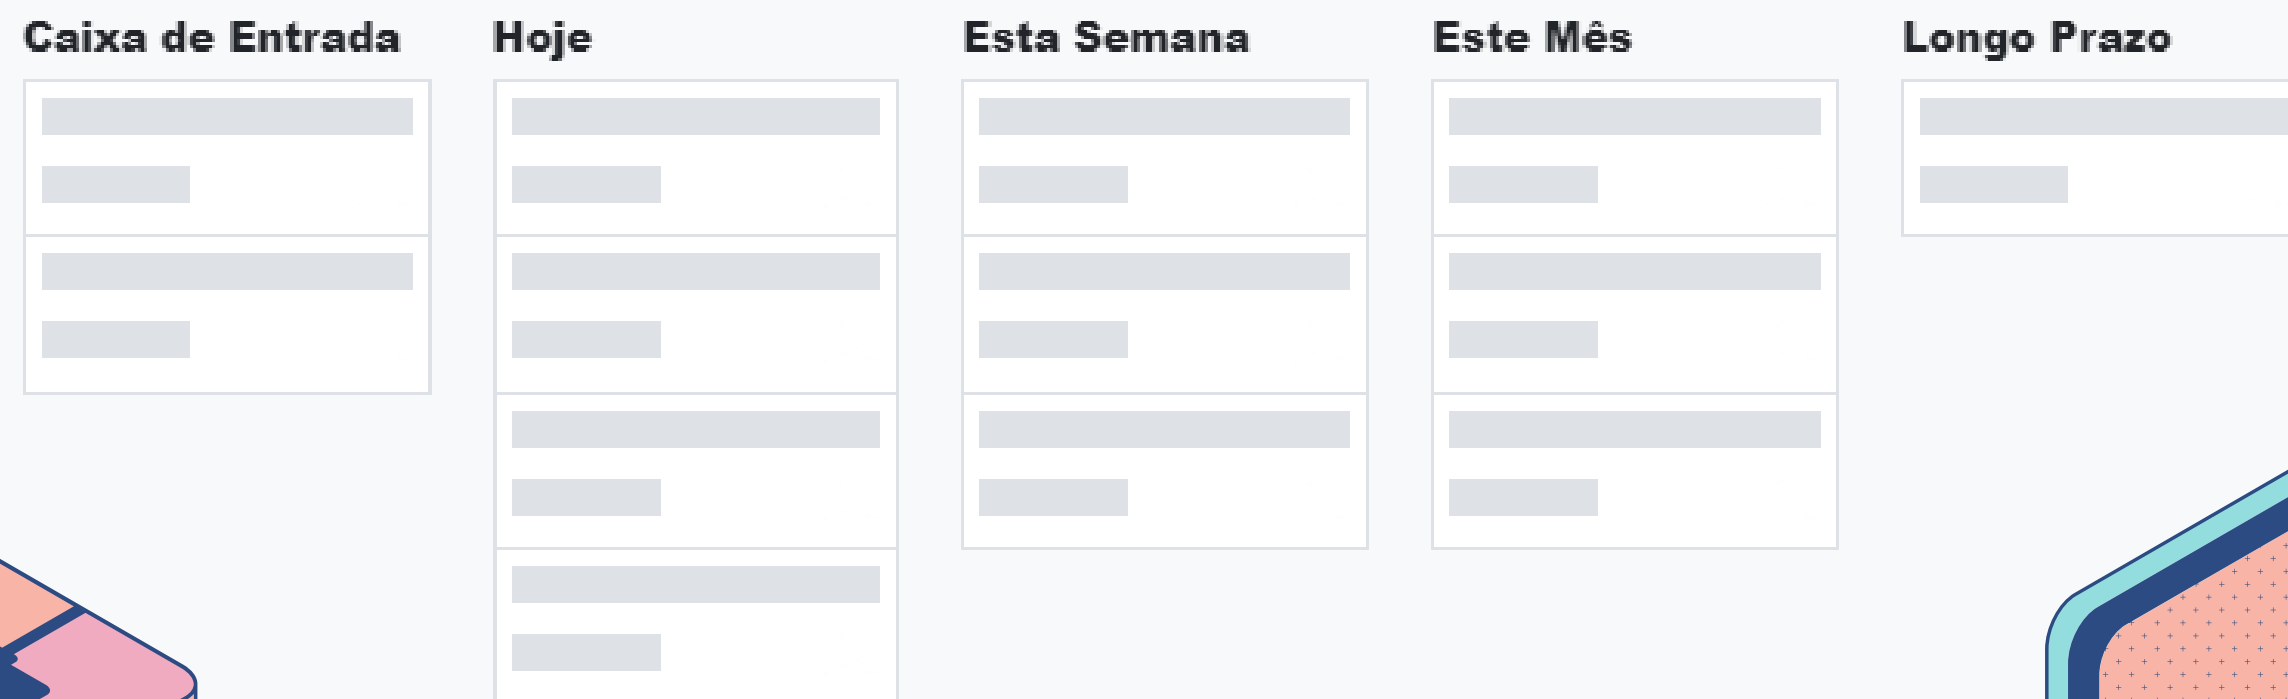 Caixa de Entrada
Hoje
Esta Semana
Este Mês
Longo Prazo